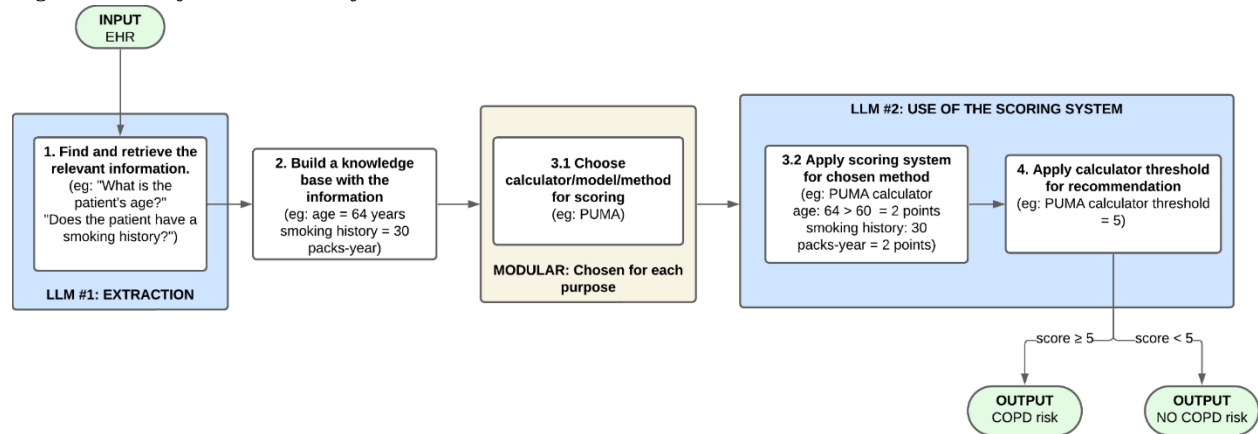 INPUT
EHR
1. Find and retrieve the
relevant information.
(eg: "What is the
patient's age?"
"Does the patient have a
smoking history?")
LLM #1: EXTRACTION
2. Build a knowledge
base with the
information
(eg: age = 64 years
smoking history = 30
packs-year)
3.1 Choose
calculator/model/method
for scoring
(eg: PUMA)
MODULAR: Chosen for each
purpose
LLM #2: USE OF THE SCORING SYSTEM
3.2 Apply scoring system
for chosen method
(eg: PUMA calculator
age: 64 > 60 = 2 points
smoking history: 30
packs-year = 2 points)
4. Apply calculator threshold
for recommendation
(eg: PUMA calculator threshold
= 5)
score ≥ 5
score < 5
OUTPUT
COPD risk
OUTPUT
NO COPD risk